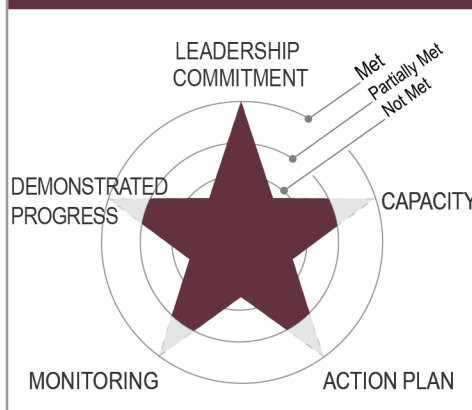 LEADERSHIP
COMMITMENT
Met
Partially Met
Not Met
DEMONSTRATED
PROGRESS
CAPACITY
MONITORING
ACTION PLAN